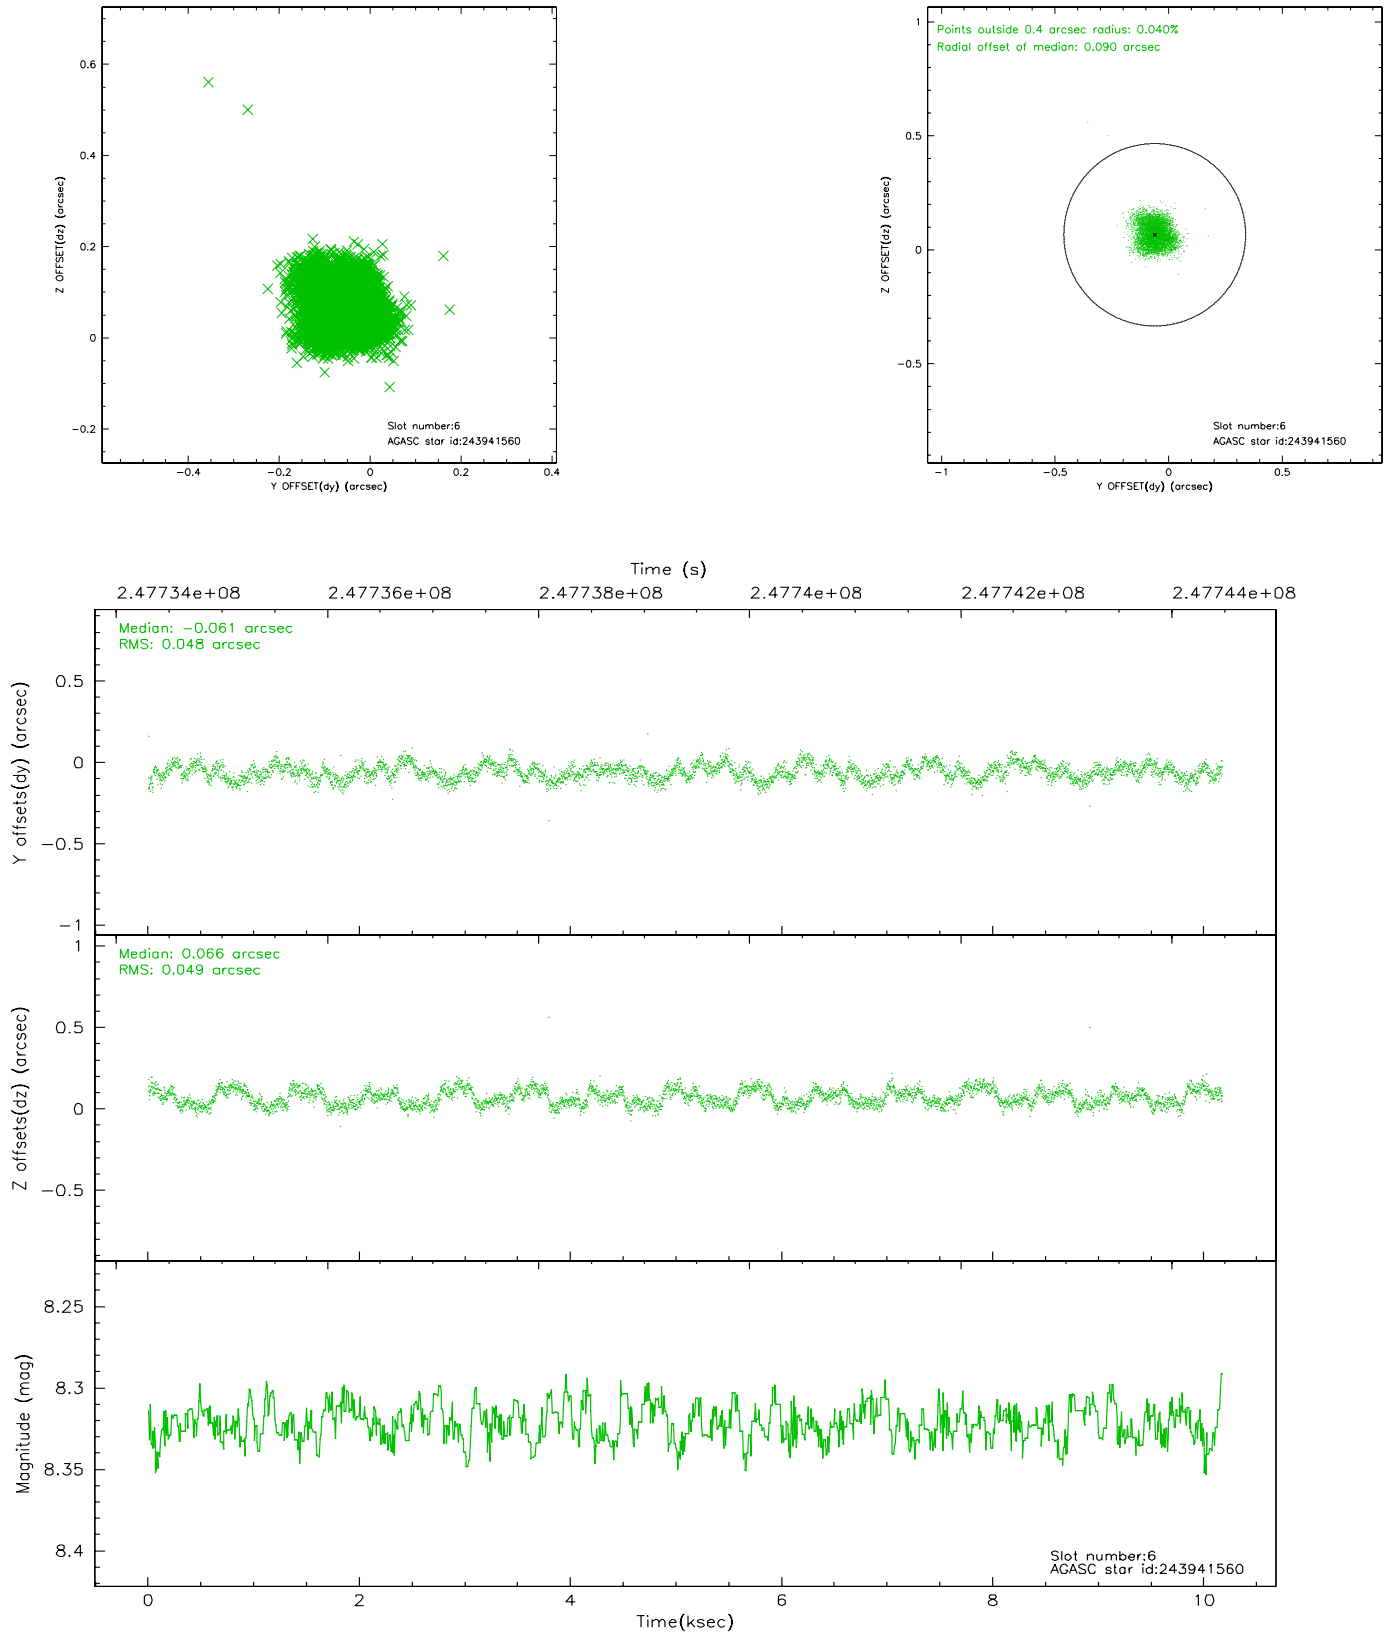 0.6
0.4
0.2
0
−0.2
−0.4
−0.2
0
0.2
0.4
Z OFFSET(dz) (arcsec)
Y OFFSET(dy) (arcsec)
Slot number:6
AGASC star id:243941560
Points outside 0.4 arcsec radius: 0.040%
Radial offset of median: 0.090 arcsec
1
0.5
0
−0.5
−1
−0.5
0
0.5
Z OFFSET(dz) (arcsec)
Y OFFSET(dy) (arcsec)
Slot number:6
AGASC star id:243941560
Time (s)
2.47734e+08 2.47736e+08 2.47738e+08 2.4774e+08 2.47742e+08 2.47744e+08
Median: −0.061 arcsec
RMS: 0.048 arcsec
0.5
0
−0.5
−1
Y offsets(dy) (arcsec)
Median: 0.066 arcsec
RMS: 0.049 arcsec
1
0.5
0
−0.5
Z offsets(dz) (arcsec)
8.25
8.3
8.35
8.4
Magnitude (mag)
Slot number:6
AGASC star id:243941560
0 2 4 6 8 10
Time(ksec)